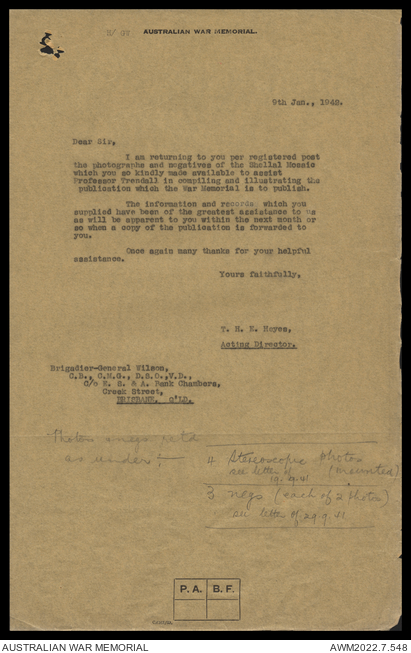 AUSTRALIAN WAR MEMORIAL.
9th Jan., 1942.
Dear Sir,
I am returning to you per registered post
the photographs and negatives of the Shellal Mosaic
which you so kindly made available to assist
Professor Trendall in compiling and illustrating the
publication which the War Memorial is to publish.
The information and records which you
supplied have been of the greatest assistance to us
as will be apparent to you within the next month or
so when a copy of the publication is forwarded to
you.
Once again many thanks for your helpful
assistance.
Yours faithfully,
T. H. E. Heyes,
Acting Director.
Brigadier-General Wilson,
C.B., C.M.G., D.S.O., V.D.,
C/o E. S. & A. Bank Chambers,
Creek Street,
BRISBANE. Q'LD.
Photos & negs retd
as under:-
4 Stereoscopic photos
see letter of (mounted)
19.9.41
3 negs (each of 2 photos)
see letter of 29.9.41
P.A. B.F.
AUSTRALIAN WAR MEMORIAL
AWM2022.7.548